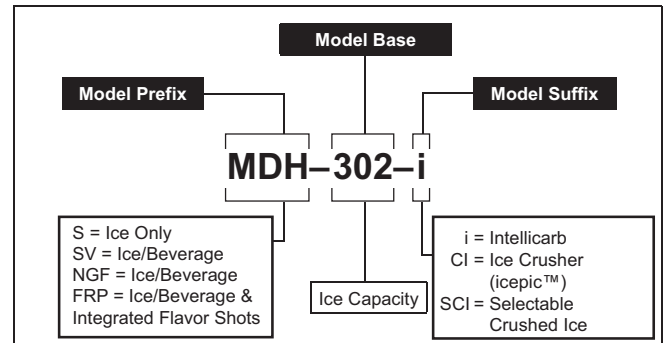 Model Base
Model Prefix
Model Suffix
MDH–302–i
S = Ice Only
SV = Ice/Beverage
NGF = Ice/Beverage
FRP = Ice/Beverage &
Integrated Flavor Shots
Ice Capacity
i = Intellicarb
CI = Ice Crusher
(icepic™)
SCI = Selectable
Crushed Ice